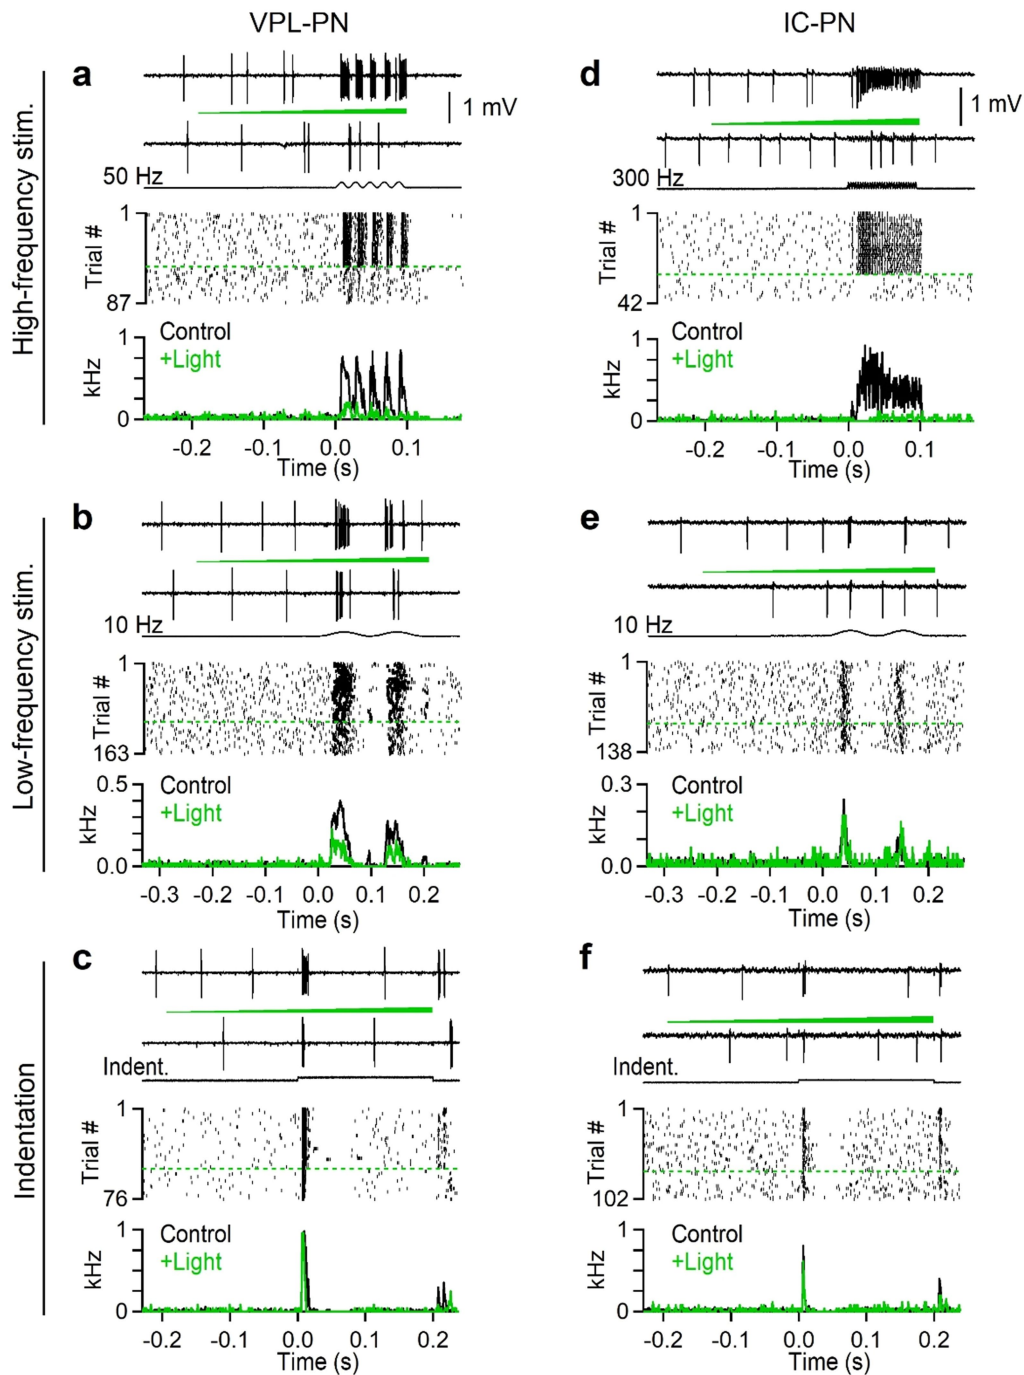 VPL-PN
IC-PN
High-frequency stim.
a
1 mV
50 Hz
1
Trial #
87
Control
+Light
1
kHz
0
-0.2 -0.1 0.0 0.1
Time (s)
d
1 mV
300 Hz
1
Trial #
42
Control
+Light
1
kHz
0
-0.2 -0.1 0.0 0.1
Time (s)
Low-frequency stim.
b
10 Hz
1
Trial #
163
Control
+Light
0.5
kHz
0.0
-0.3 -0.2 -0.1 0.0 0.1 0.2
Time (s)
e
10 Hz
1
Trial #
138
Control
+Light
0.3
kHz
0.0
-0.3 -0.2 -0.1 0.0 0.1 0.2
Time (s)
Indentation
c
Indent.
1
Trial #
76
Control
+Light
1
kHz
0
-0.2 -0.1 0.0 0.1 0.2
Time (s)
f
Indent.
1
Trial #
102
Control
+Light
1
kHz
0
-0.2 -0.1 0.0 0.1 0.2
Time (s)